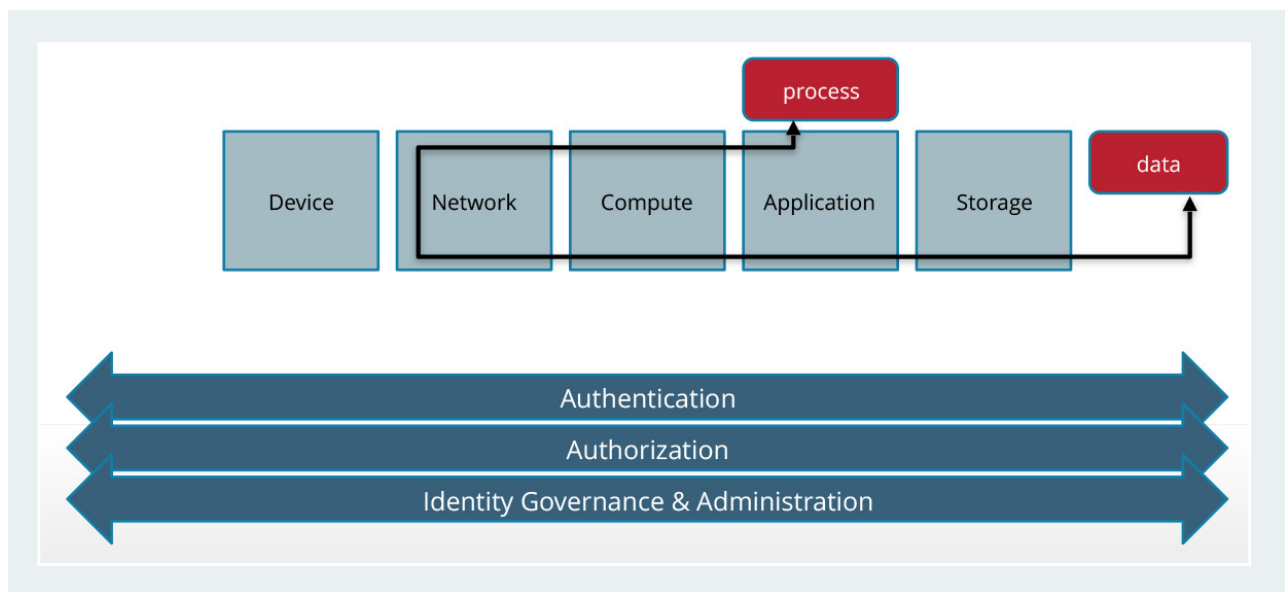 process
data
Device
Network
Compute
Application
Storage
Authentication
Authorization
Identity Governance & Administration